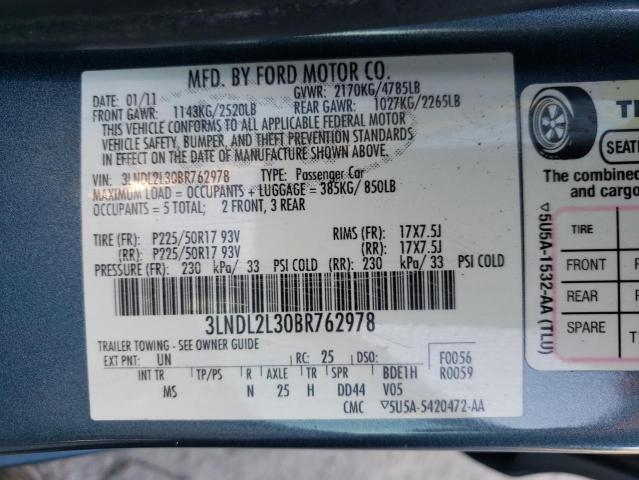 MFD. BY FORD MOTOR CO.
DATE: 01/11 GVWR: 2170KG/4785LB
FRONT GAWR: 1143KG/2520LB REAR GAWR: 1027KG/2265LB
THIS VEHICLE CONFORMS TO ALL APPLICABLE FEDERAL MOTOR
VEHICLE SAFETY, BUMPER, AND THEFT PREVENTION STANDARDS
IN EFFECT ON THE DATE OF MANUFACTURE SHOWN ABOVE.
VIN: 3LNDL2L30BR762978 TYPE: Passenger Car
MAXIMUM LOAD = OCCUPANTS + LUGGAGE = 385KG/ 850LB
OCCUPANTS = 5 TOTAL; 2 FRONT, 3 REAR
TIRE (FR): P225/50R17 93V RIMS (FR): 17X7.5J
(RR): P225/50R17 93V (RR): 17X7.5J
PRESSURE (FR): 230 kPa/ 33 PSI COLD (RR): 230 kPa/ 33 PSI COLD
3LNDL2L30BR762978
TRAILER TOWING - SEE OWNER GUIDE
EXT PNT: UN RC: 25 DSO: F0056
INT TR TP/PS R AXLE TR SPR BDE1H R0059
MS N 25 H DD44 V05
CMC ▽5U5A-5420472-AA
▽5U5A-1532-AA (TLU)
SEATI
The combined
and cargo
TIRE
FRONT
REAR
SPARE